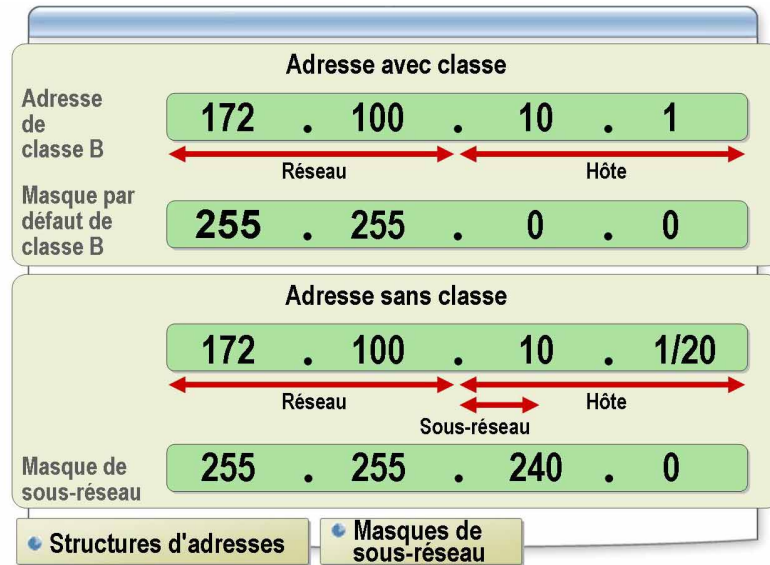 Adresse avec classe
Adresse
de
classe B
172 . 100 . 10 . 1
Réseau
Hôte
Masque par
défaut de
classe B
255 . 255 . 0 . 0
Adresse sans classe
172 . 100 . 10 . 1/20
Réseau
Hôte
Sous-réseau
Masque de
sous-réseau
255 . 255 . 240 . 0
Structures d'adresses
Masques de
sous-réseau